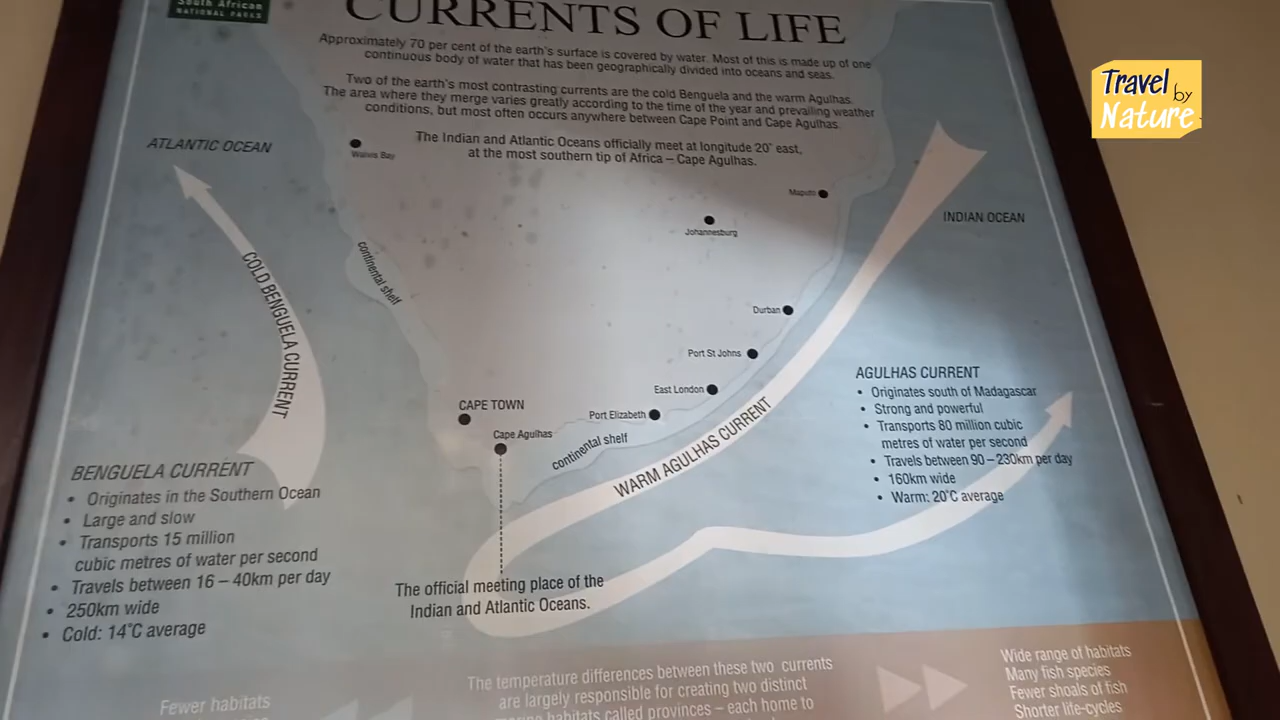 South African
NATIONAL PARKS
CURRENTS OF LIFE
Approximately 70 per cent of the earth's surface is covered by water. Most of this is made up of one
continuous body of water that has been geographically divided into oceans and seas.
Two of the earth's most contrasting currents are the cold Benguela and the warm Agulhas.
The area where they merge varies greatly according to the time of the year and prevailing weather
conditions, but most often occurs anywhere between Cape Point and Cape Agulhas.
The Indian and Atlantic Oceans officially meet at longitude 20° east,
at the most southern tip of Africa – Cape Agulhas.
Travel
by
Nature
ATLANTIC OCEAN
Walvis Bay
Maputo
INDIAN OCEAN
Johannesburg
continental shelf
COLD BENGUELA CURRENT
Durban
Port St Johns
East London
Port Elizabeth
CAPE TOWN
Cape Agulhas
continental shelf
WARM AGULHAS CURRENT
AGULHAS CURRENT
• Originates south of Madagascar
• Strong and powerful
• Transports 80 million cubic
metres of water per second
• Travels between 90 – 230km per day
• 160km wide
• Warm: 20°C average
BENGUELA CURRENT
• Originates in the Southern Ocean
• Large and slow
• Transports 15 million
cubic metres of water per second
• Travels between 16 – 40km per day
• 250km wide
• Cold: 14°C average
The official meeting place of the
Indian and Atlantic Oceans.
Fewer habitats
The temperature differences between these two currents
are largely responsible for creating two distinct
habitats called provinces – each home to
Wide range of habitats
Many fish species
Fewer shoals of fish
Shorter life-cycles